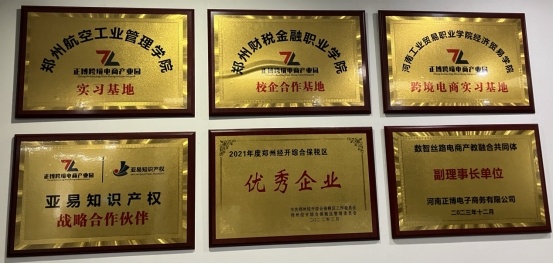 郑州航空工业管理学院
正博跨境电商产业园
实习基地
郑州财税金融职业学院
正博跨境电商产业园
校企合作基地
河南工业贸易职业学院经济贸易学院
正博跨境电商产业园
跨境电商实习基地
正博跨境电商产业园
亚易知识产权
亚易知识产权
战略合作伙伴
2021年度郑州经开综合保税区
优秀企业
二〇二二年二月
数智丝路电商产教融合共同体
副理事长单位
河南正博电子商务有限公司
二〇二三年十二月